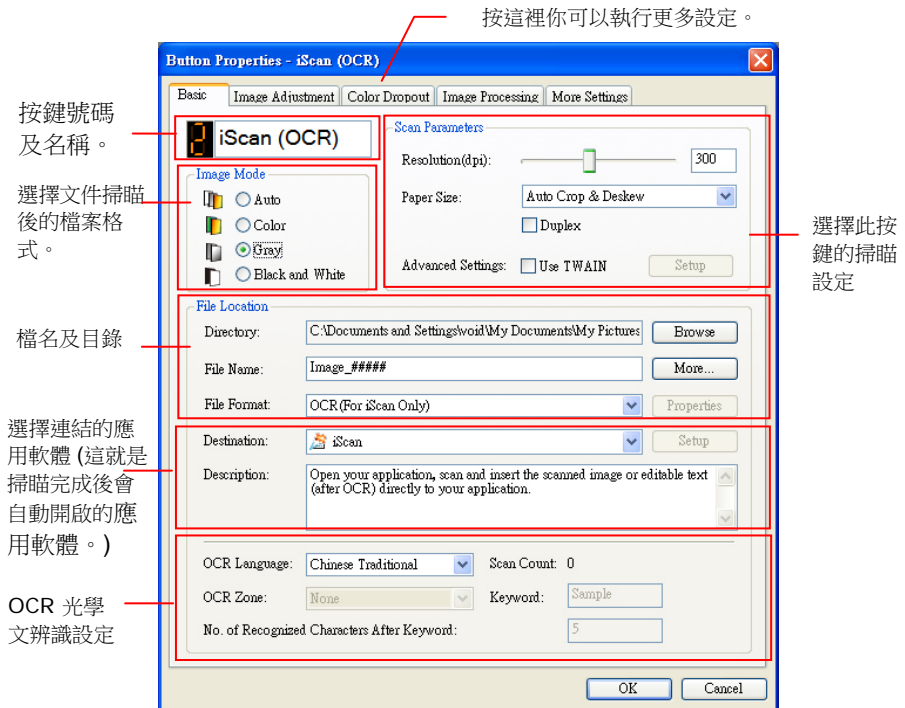 按這裡你可以執行更多設定。
Button Properties - iScan (OCR)
Basic Image Adjustment Color Dropout Image Processing More Settings
按鍵號碼
及名稱。
2 iScan (OCR)
選擇文件掃瞄
後的檔案格
式。
Image Mode
Auto
Color
Gray
Black and White
Scan Parameters
Resolution(dpi): 300
Paper Size: Auto Crop & Deskew
Duplex
Advanced Settings: Use TWAIN Setup
選擇此按
鍵的掃瞄
設定
檔名及目錄
File Location
Directory: C:\Documents and Settings\void\My Documents\My Pictures Browse
File Name: Image_##### More...
File Format: OCR(For iScan Only) Properties
選擇連結的應
用軟體 (這就是
掃瞄完成後會
自動開啟的應
用軟體。)
Destination: iScan Setup
Description: Open your application, scan and insert the scanned image or editable text
(after OCR) directly to your application.
OCR 光學
文辨識設定
OCR Language: Chinese Traditional Scan Count: 0
OCR Zone: None Keyword: Sample
No. of Recognized Characters After Keyword: 5
OK Cancel